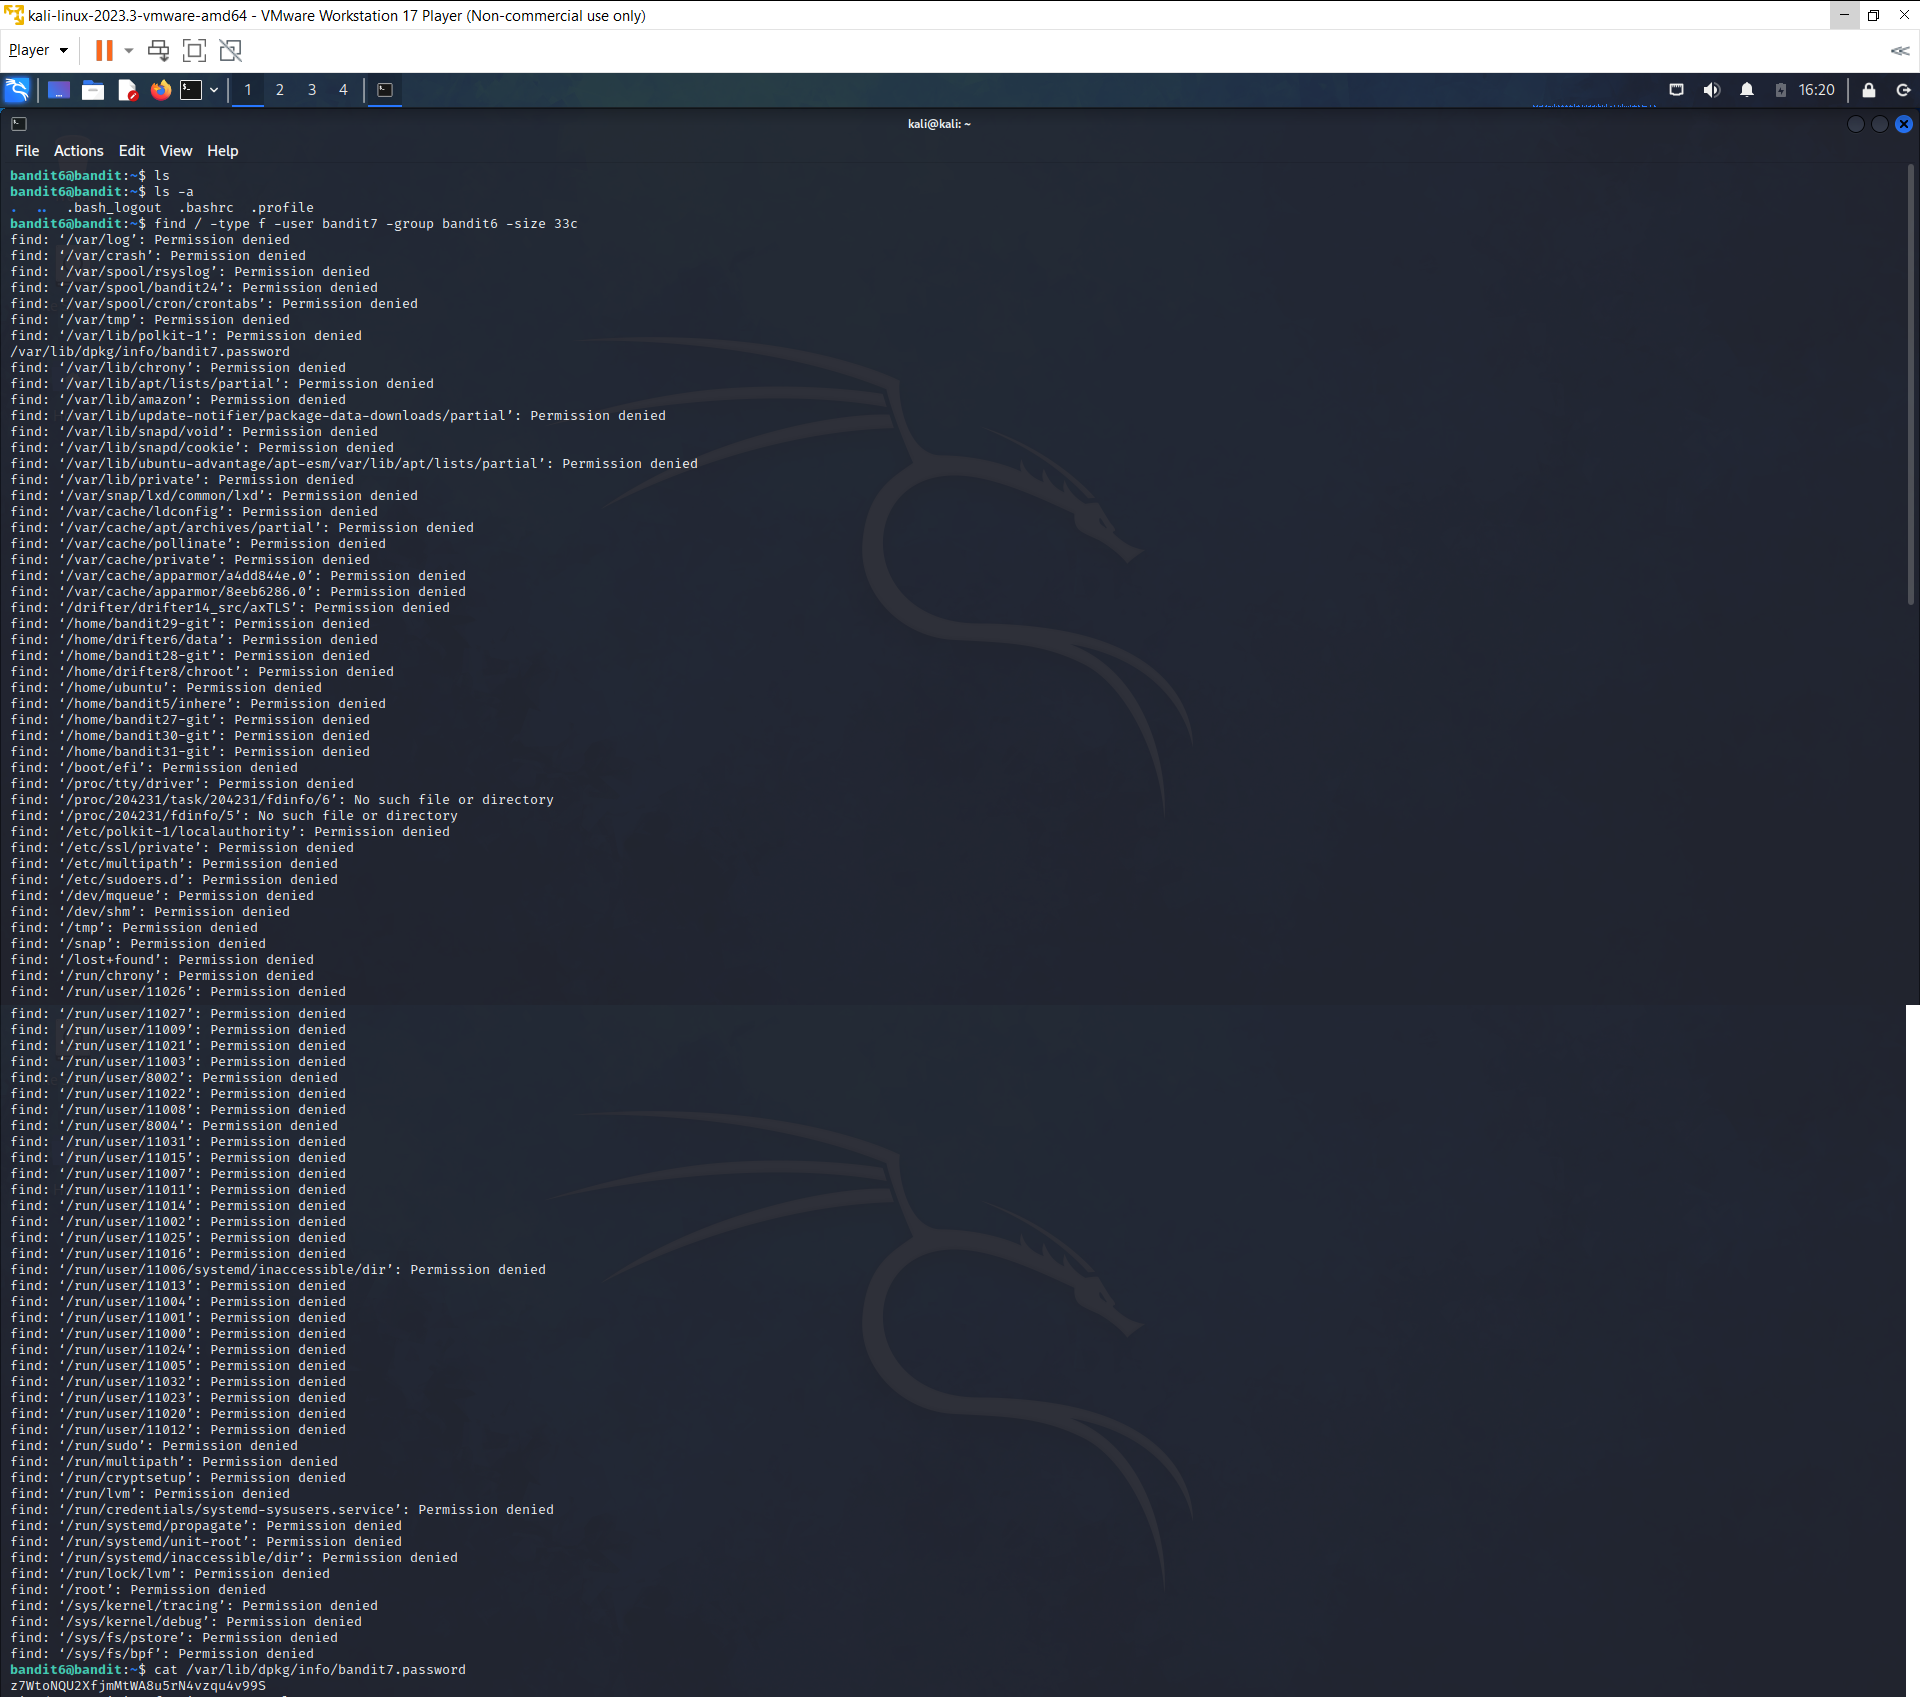 kali-linux-2023.3-vmware-amd64 - VMware Workstation 17 Player (Non-commercial use only)
Player
1 2 3 4 16:20
kali@kali: ~
File Actions Edit View Help
bandit6@bandit:~$ ls
bandit6@bandit:~$ ls -a
. .. .bash_logout .bashrc .profile
bandit6@bandit:~$ find / -type f -user bandit7 -group bandit6 -size 33c
find: ‘/var/log’: Permission denied
find: ‘/var/crash’: Permission denied
find: ‘/var/spool/rsyslog’: Permission denied
find: ‘/var/spool/bandit24’: Permission denied
find: ‘/var/spool/cron/crontabs’: Permission denied
find: ‘/var/tmp’: Permission denied
find: ‘/var/lib/polkit-1’: Permission denied
/var/lib/dpkg/info/bandit7.password
find: ‘/var/lib/chrony’: Permission denied
find: ‘/var/lib/apt/lists/partial’: Permission denied
find: ‘/var/lib/amazon’: Permission denied
find: ‘/var/lib/update-notifier/package-data-downloads/partial’: Permission denied
find: ‘/var/lib/snapd/void’: Permission denied
find: ‘/var/lib/snapd/cookie’: Permission denied
find: ‘/var/lib/ubuntu-advantage/apt-esm/var/lib/apt/lists/partial’: Permission denied
find: ‘/var/lib/private’: Permission denied
find: ‘/var/snap/lxd/common/lxd’: Permission denied
find: ‘/var/cache/ldconfig’: Permission denied
find: ‘/var/cache/apt/archives/partial’: Permission denied
find: ‘/var/cache/pollinate’: Permission denied
find: ‘/var/cache/private’: Permission denied
find: ‘/var/cache/apparmor/a4dd844e.0’: Permission denied
find: ‘/var/cache/apparmor/8eeb6286.0’: Permission denied
find: ‘/drifter/drifter14_src/axTLS’: Permission denied
find: ‘/home/bandit29-git’: Permission denied
find: ‘/home/drifter6/data’: Permission denied
find: ‘/home/bandit28-git’: Permission denied
find: ‘/home/drifter8/chroot’: Permission denied
find: ‘/home/ubuntu’: Permission denied
find: ‘/home/bandit5/inhere’: Permission denied
find: ‘/home/bandit27-git’: Permission denied
find: ‘/home/bandit30-git’: Permission denied
find: ‘/home/bandit31-git’: Permission denied
find: ‘/boot/efi’: Permission denied
find: ‘/proc/tty/driver’: Permission denied
find: ‘/proc/204231/task/204231/fdinfo/6’: No such file or directory
find: ‘/proc/204231/fdinfo/5’: No such file or directory
find: ‘/etc/polkit-1/localauthority’: Permission denied
find: ‘/etc/ssl/private’: Permission denied
find: ‘/etc/multipath’: Permission denied
find: ‘/etc/sudoers.d’: Permission denied
find: ‘/dev/mqueue’: Permission denied
find: ‘/dev/shm’: Permission denied
find: ‘/tmp’: Permission denied
find: ‘/snap’: Permission denied
find: ‘/lost+found’: Permission denied
find: ‘/run/chrony’: Permission denied
find: ‘/run/user/11026’: Permission denied
find: ‘/run/user/11027’: Permission denied
find: ‘/run/user/11009’: Permission denied
find: ‘/run/user/11021’: Permission denied
find: ‘/run/user/11003’: Permission denied
find: ‘/run/user/8002’: Permission denied
find: ‘/run/user/11022’: Permission denied
find: ‘/run/user/11008’: Permission denied
find: ‘/run/user/8004’: Permission denied
find: ‘/run/user/11031’: Permission denied
find: ‘/run/user/11015’: Permission denied
find: ‘/run/user/11007’: Permission denied
find: ‘/run/user/11011’: Permission denied
find: ‘/run/user/11014’: Permission denied
find: ‘/run/user/11002’: Permission denied
find: ‘/run/user/11025’: Permission denied
find: ‘/run/user/11016’: Permission denied
find: ‘/run/user/11006/systemd/inaccessible/dir’: Permission denied
find: ‘/run/user/11013’: Permission denied
find: ‘/run/user/11004’: Permission denied
find: ‘/run/user/11001’: Permission denied
find: ‘/run/user/11000’: Permission denied
find: ‘/run/user/11024’: Permission denied
find: ‘/run/user/11005’: Permission denied
find: ‘/run/user/11032’: Permission denied
find: ‘/run/user/11023’: Permission denied
find: ‘/run/user/11020’: Permission denied
find: ‘/run/user/11012’: Permission denied
find: ‘/run/sudo’: Permission denied
find: ‘/run/multipath’: Permission denied
find: ‘/run/cryptsetup’: Permission denied
find: ‘/run/lvm’: Permission denied
find: ‘/run/credentials/systemd-sysusers.service’: Permission denied
find: ‘/run/systemd/propagate’: Permission denied
find: ‘/run/systemd/unit-root’: Permission denied
find: ‘/run/systemd/inaccessible/dir’: Permission denied
find: ‘/run/lock/lvm’: Permission denied
find: ‘/root’: Permission denied
find: ‘/sys/kernel/tracing’: Permission denied
find: ‘/sys/kernel/debug’: Permission denied
find: ‘/sys/fs/pstore’: Permission denied
find: ‘/sys/fs/bpf’: Permission denied
bandit6@bandit:~$ cat /var/lib/dpkg/info/bandit7.password
z7WtoNQU2XfjmMtWA8u5rN4vzqu4v99S